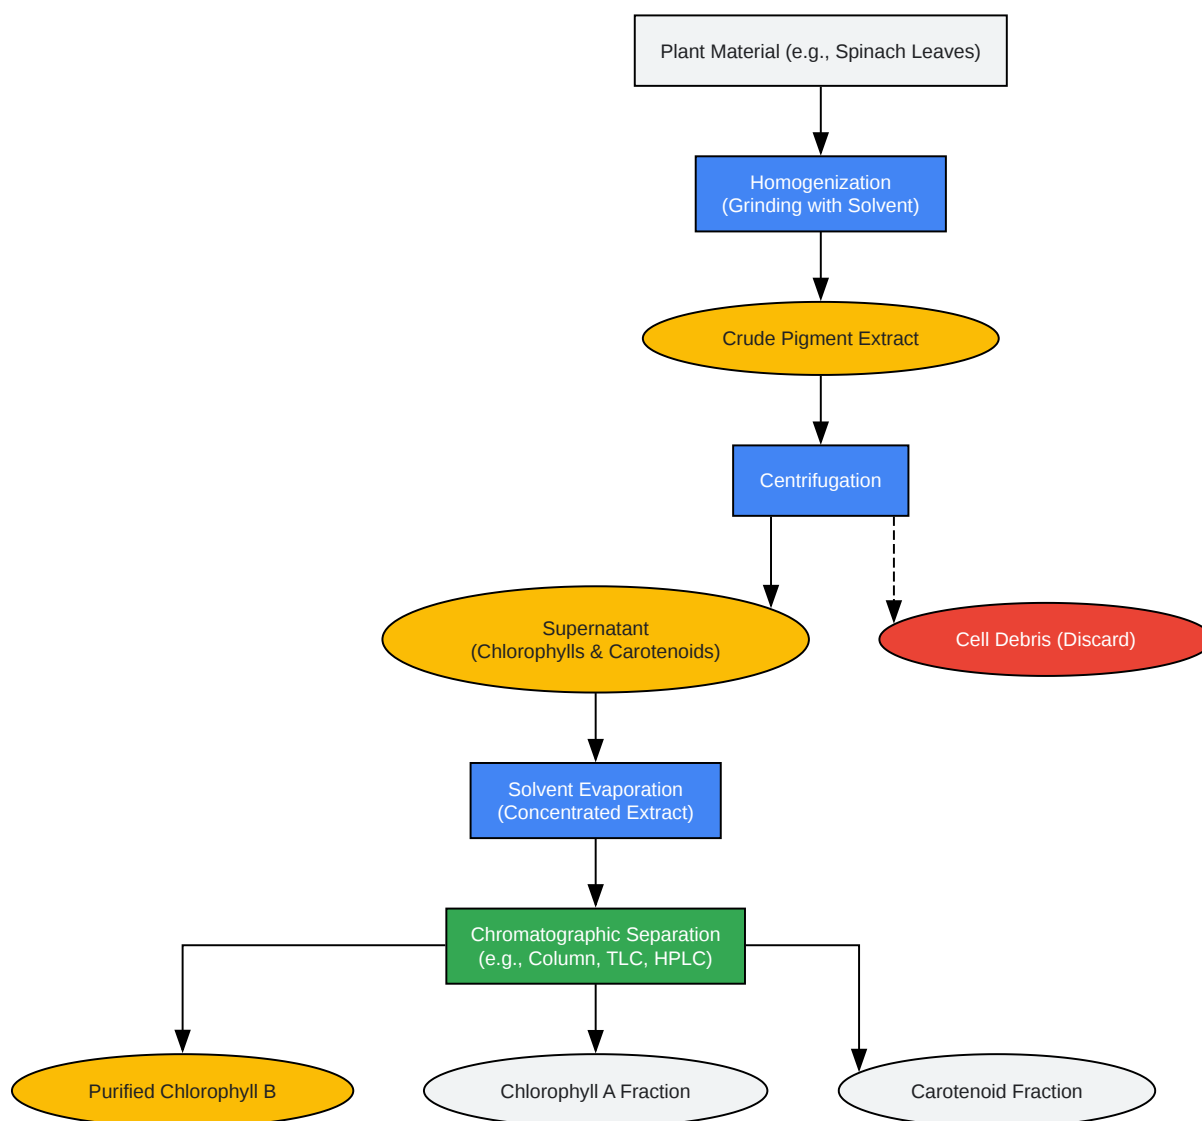 Plant Material (e.g., Spinach Leaves)
Homogenization
(Grinding with Solvent)
Crude Pigment Extract
Centrifugation
Supernatant
(Chlorophylls & Carotenoids)
Cell Debris (Discard)
Solvent Evaporation
(Concentrated Extract)
Chromatographic Separation
(e.g., Column, TLC, HPLC)
Purified Chlorophyll B
Chlorophyll A Fraction
Carotenoid Fraction